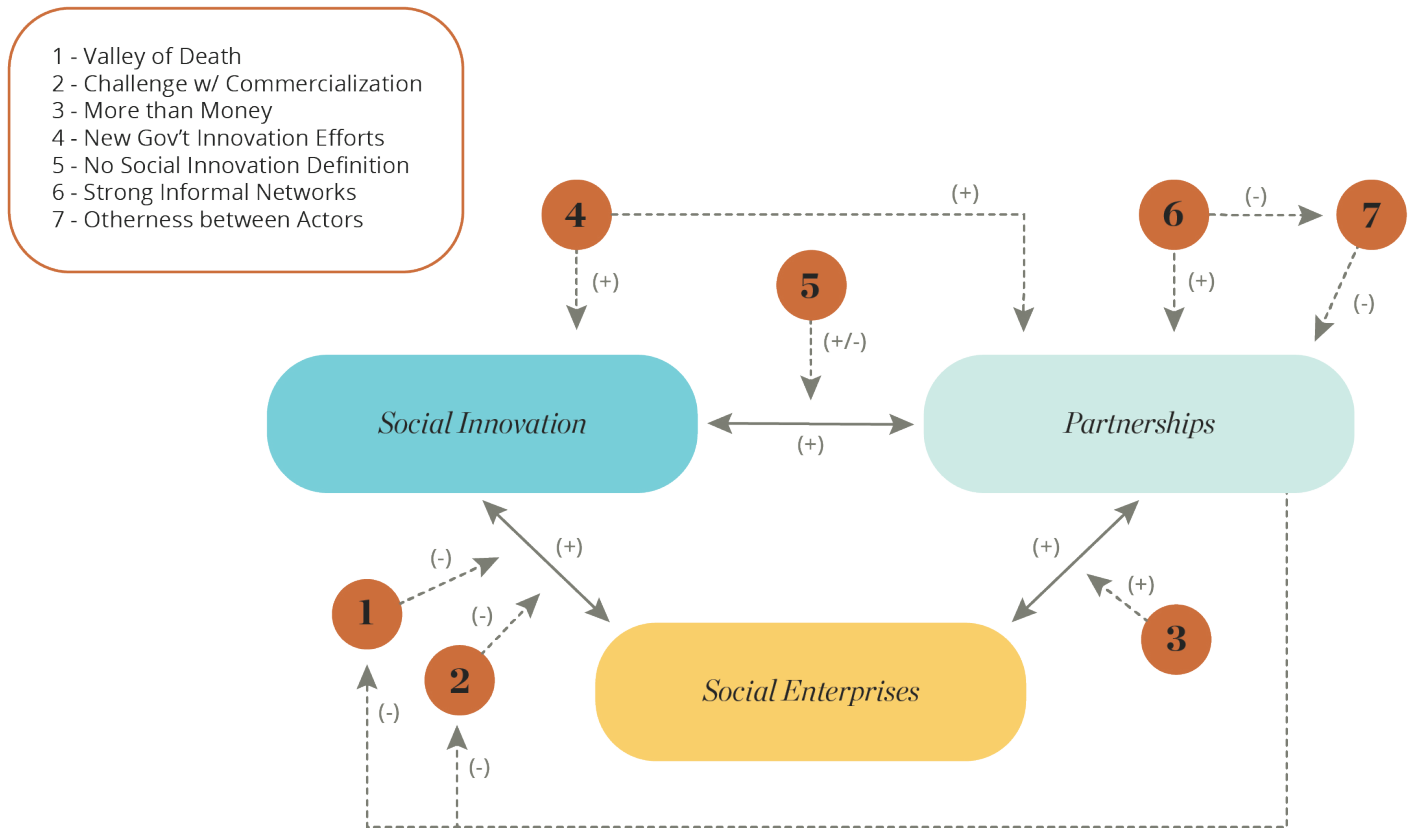 1 - Valley of Death
2 - Challenge w/ Commercialization
3 - More than Money
4 - New Gov’t Innovation Efforts
5 - No Social Innovation Definition
6 - Strong Informal Networks
7 - Otherness between Actors
4
(+)
6
(-)
7
(+)
5
(+)
(-)
(+/-)
Social Innovation
(+)
Partnerships
(-)
(+)
(+)
(+)
1
(-)
2
3
Social Enterprises
(-)
(-)